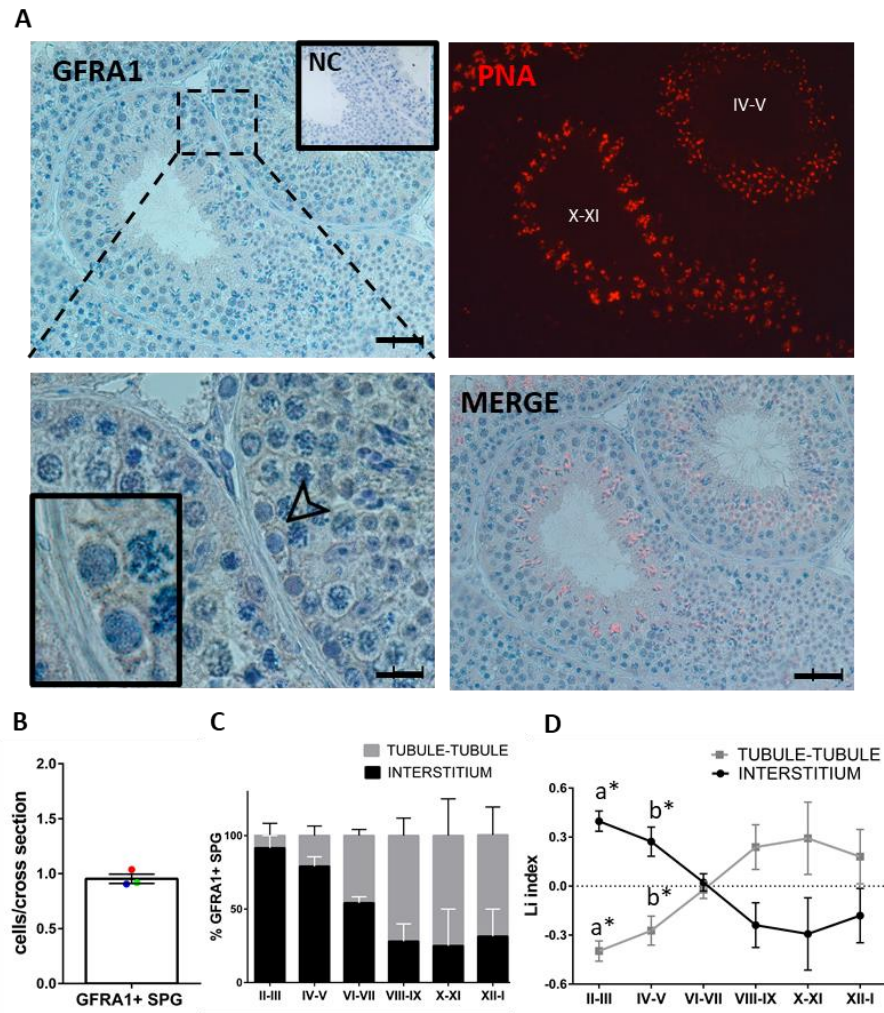 A
GFRA1
NC
PNA
IV-V
X-XI
MERGE
B
C
D
TUBULE-TUBULE
INTERSTITIUM
TUBULE-TUBULE
INTERSTITIUM
cells/cross section
2.0
1.5
1.0
0.5
0.0
GFRA1+ SPG
% GFRA1+ SPG
100
50
0
II-III IV-V VI-VII VIII-IX X-XI XII-I
Li index
0.6
0.3
0.0
-0.3
-0.6
a*
b*
b*
a*
II-III IV-V VI-VII VIII-IX X-XI XII-I